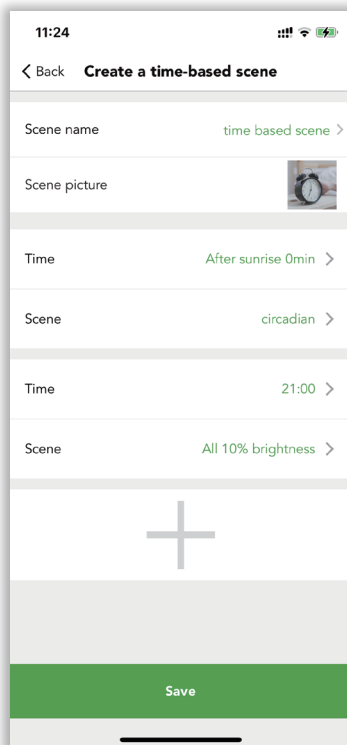 11:24
Back Create a time-based scene
Scene name time based scene
Scene picture
Time After sunrise 0min
Scene circadian
Time 21:00
Scene All 10% brightness
Save